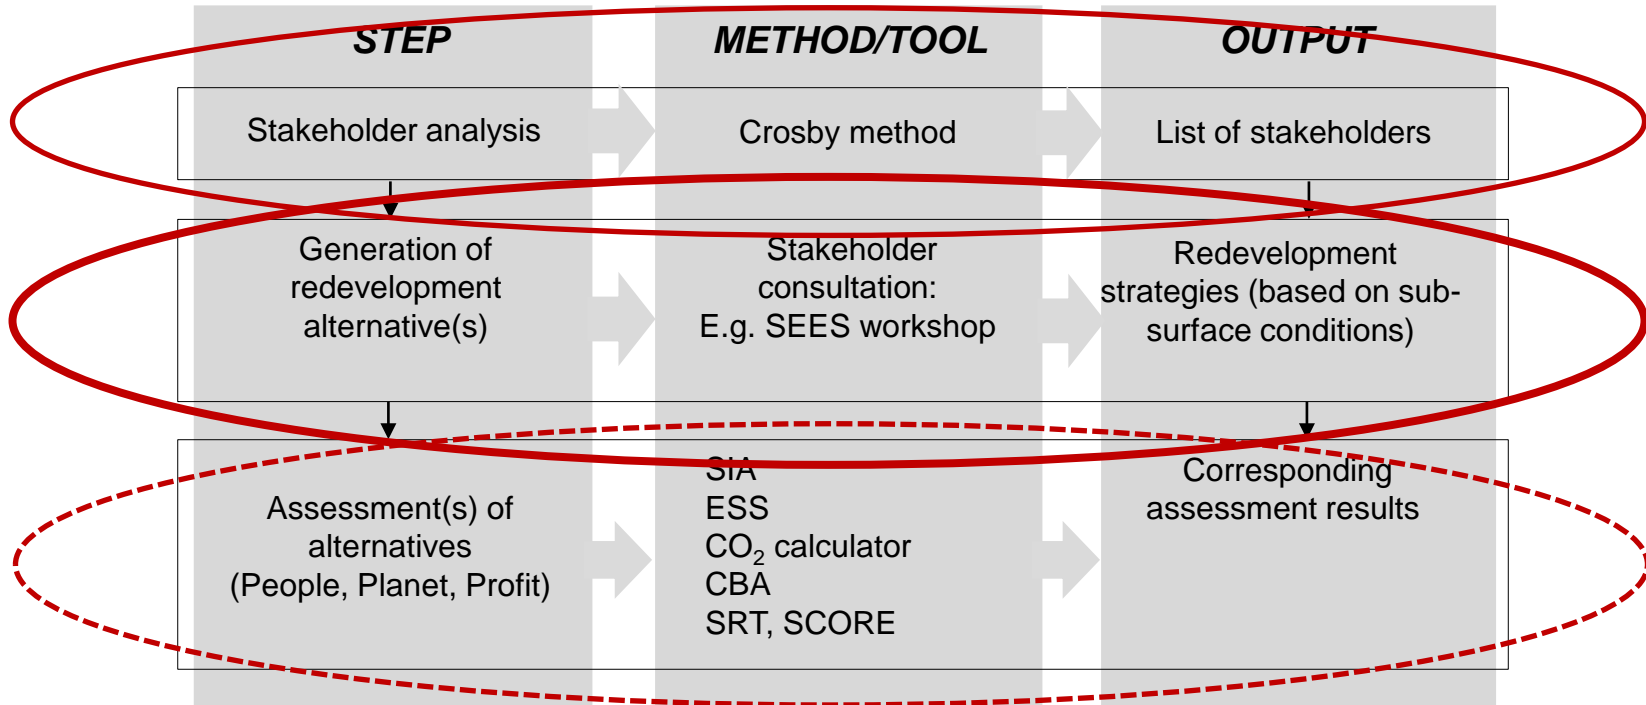 STEP
METHOD/TOOL
OUTPUT
Stakeholder analysis
Crosby method
List of stakeholders
Generation of
redevelopment
alternative(s)
Stakeholder
consultation:
E.g. SEES workshop
Redevelopment
strategies (based on sub-
surface conditions)
Assessment(s) of
alternatives
(People, Planet, Profit)
SIA
ESS
CO₂ calculator
CBA
SRT, SCORE
Corresponding
assessment results